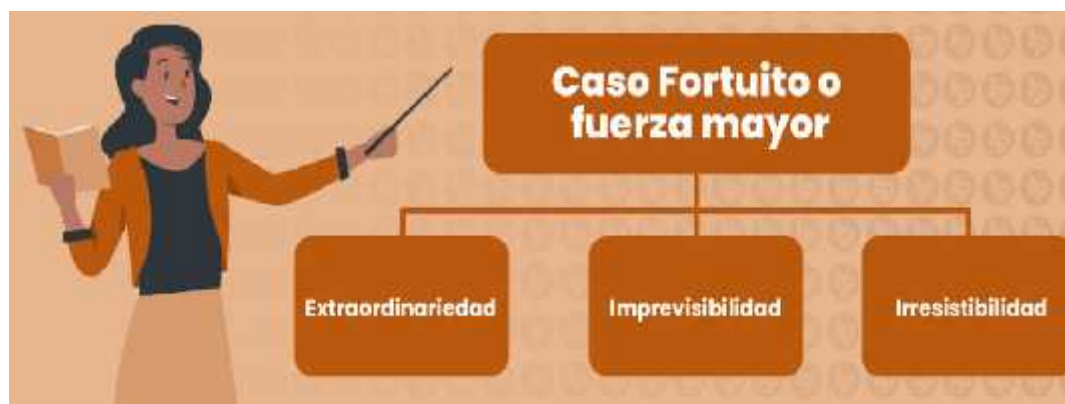 Caso Fortuito o
fuerza mayor
Extraordinariedad
Imprevisibilidad
Irresistibilidad